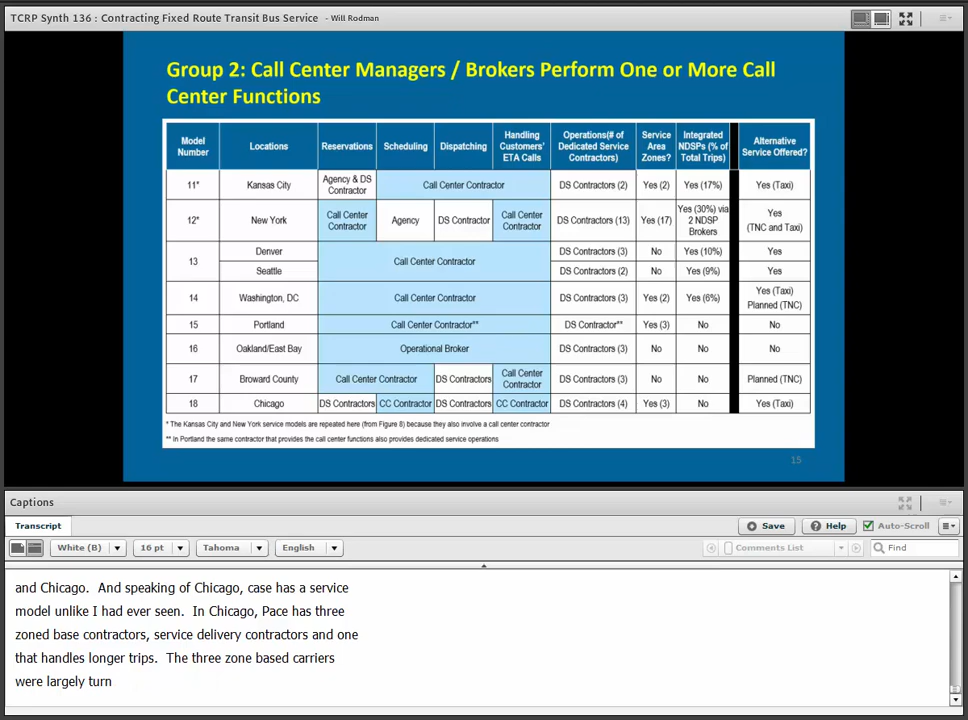 TCRP Synth 136 : Contracting Fixed Route Transit Bus Service - Will Rodman
Group 2: Call Center Managers / Brokers Perform One or More Call
Center Functions
Model Number | Locations | Reservations | Scheduling | Dispatching | Handling Customers' ETA Calls | Operations(# of Dedicated Service Contractors) | Service Area Zones? | Integrated NDSPs (% of Total Trips) | Alternative Service Offered?
11* | Kansas City | Agency & DS Contractor | Call Center Contractor | DS Contractors (2) | Yes (2) | Yes (17%) | Yes (Taxi)
12* | New York | Call Center Contractor | Agency | DS Contractor | Call Center Contractor | DS Contractors (13) | Yes (17) | Yes (30%) via 2 NDSP Brokers | Yes (TNC and Taxi)
13 | Denver | Call Center Contractor | DS Contractors (3) | No | Yes (10%) | Yes
Seattle | DS Contractors (2) | No | Yes (9%) | Yes
14 | Washington, DC | Call Center Contractor | DS Contractors (3) | Yes (2) | Yes (6%) | Yes (Taxi) Planned (TNC)
15 | Portland | Call Center Contractor** | DS Contractor** | Yes (3) | No | No
16 | Oakland/East Bay | Operational Broker | DS Contractors (3) | No | No | No
17 | Broward County | Call Center Contractor | DS Contractors | Call Center Contractor | DS Contractors (3) | No | No | Planned (TNC)
18 | Chicago | DS Contractors | CC Contractor | DS Contractors | CC Contractor | DS Contractors (4) | Yes (3) | No | Yes (Taxi)
* The Kansas City and New York service models are repeated here (from Figure 8) because they also involve a call center contractor
** In Portland the same contractor that provides the call center functions also provides dedicated service operations
15
Captions
Transcript
Save
Help
Auto-Scroll
White (B)
16 pt
Tahoma
English
Comments List
Find
and Chicago. And speaking of Chicago, case has a service
model unlike I had ever seen. In Chicago, Pace has three
zoned base contractors, service delivery contractors and one
that handles longer trips. The three zone based carriers
were largely turn